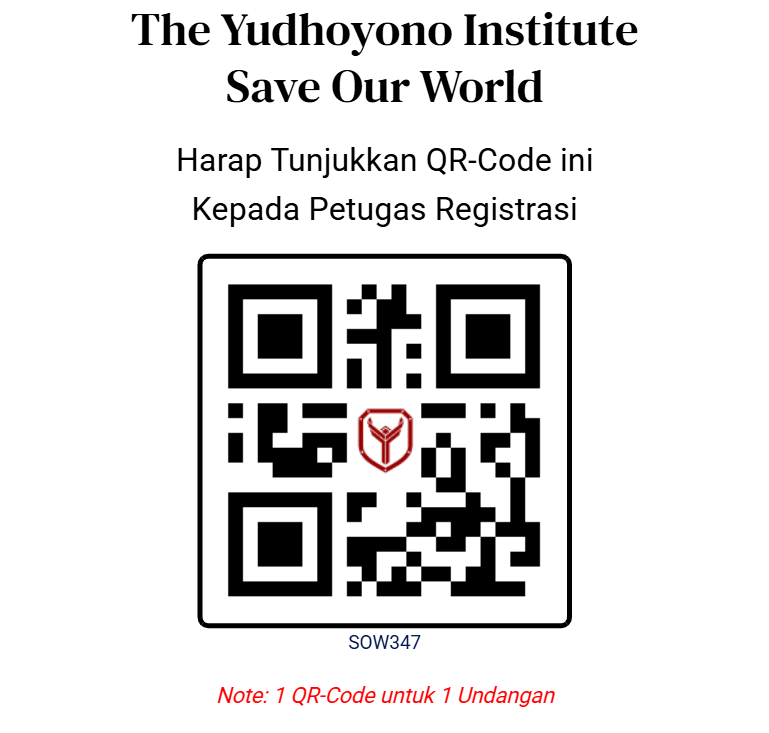 The Yudhoyono Institute
Save Our World
Harap Tunjukkan QR-Code ini
Kepada Petugas Registrasi
SOW347
Note: 1 QR-Code untuk 1 Undangan